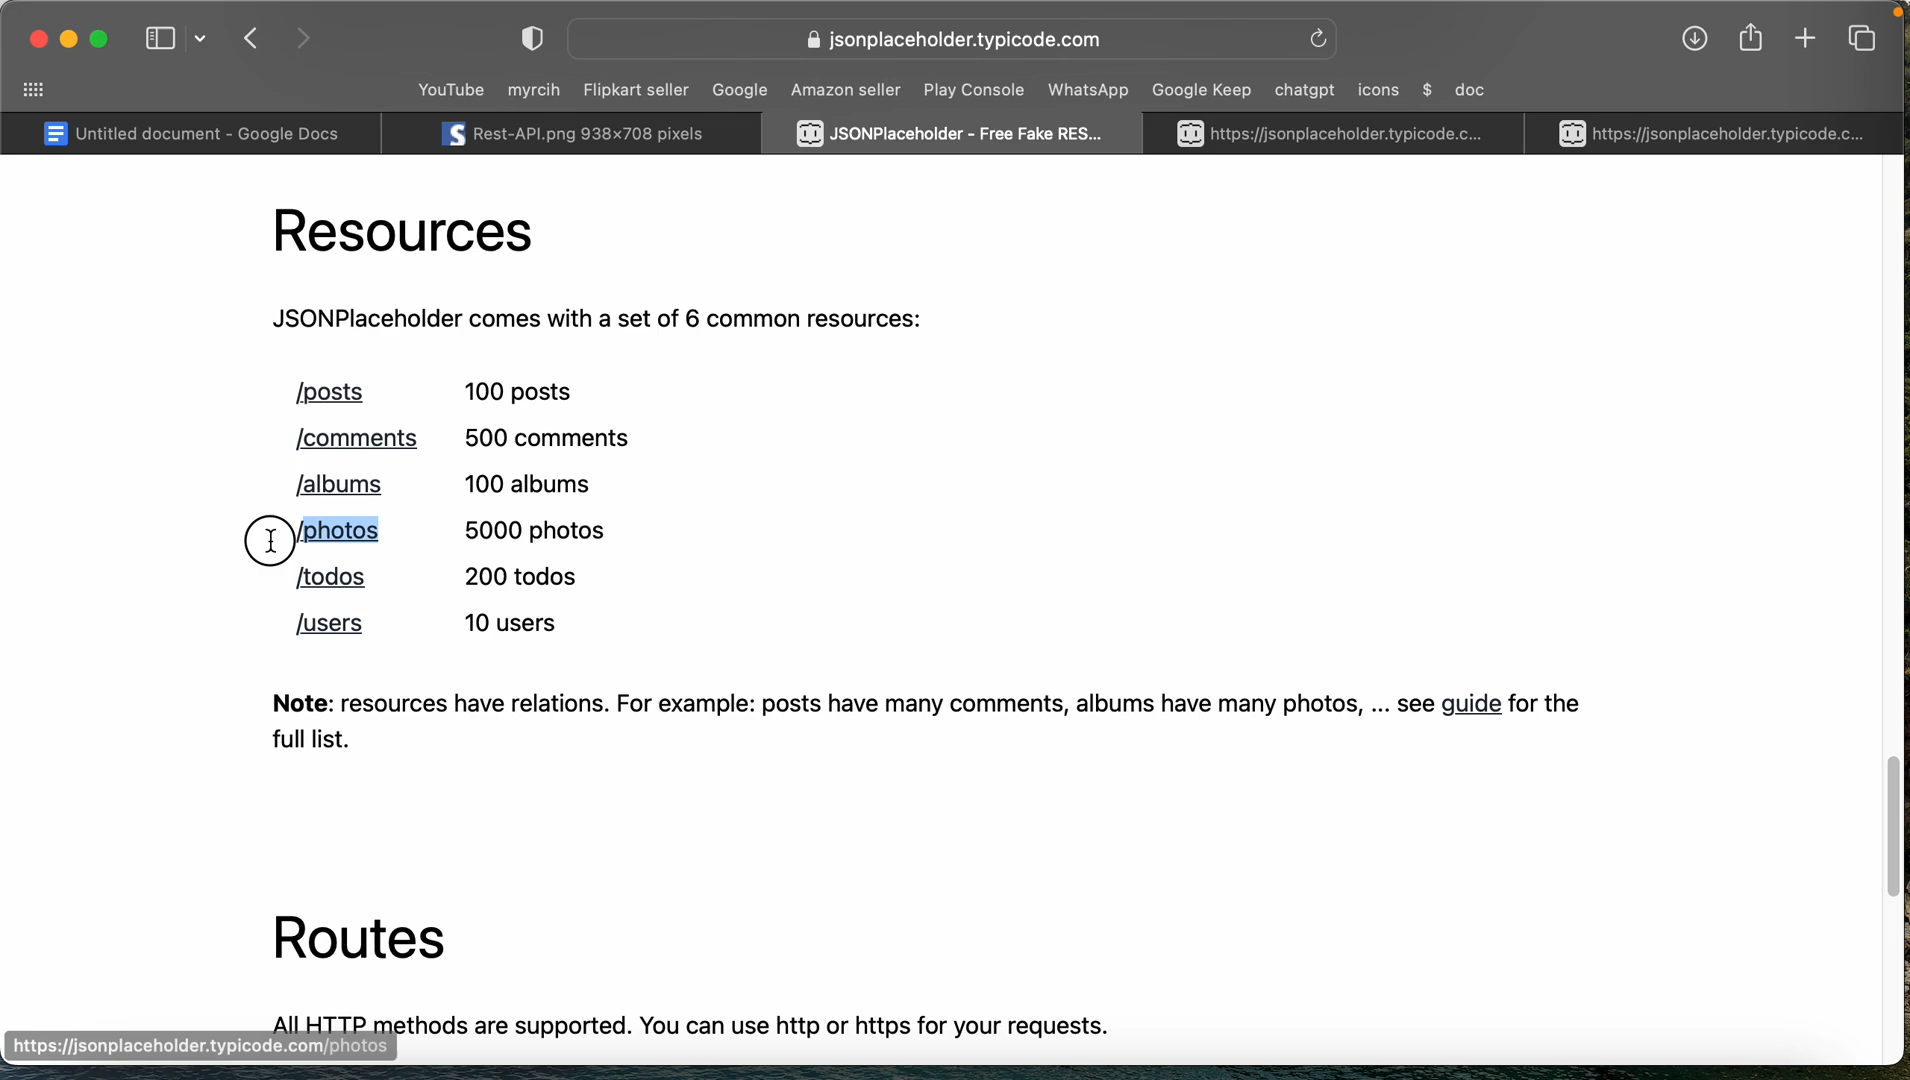 jsonplaceholder.typicode.com
YouTube myrcih Flipkart seller Google Amazon seller Play Console WhatsApp Google Keep chatgpt icons $ doc
Untitled document - Google Docs
Rest-API.png 938×708 pixels
JSONPlaceholder - Free Fake RES...
https://jsonplaceholder.typicode.c...
https://jsonplaceholder.typicode.c...
Resources
JSONPlaceholder comes with a set of 6 common resources:
/posts 100 posts
/comments 500 comments
/albums 100 albums
/photos 5000 photos
/todos 200 todos
/users 10 users
Note: resources have relations. For example: posts have many comments, albums have many photos, ... see guide for the
full list.
Routes
All HTTP methods are supported. You can use http or https for your requests.
https://jsonplaceholder.typicode.com/photos